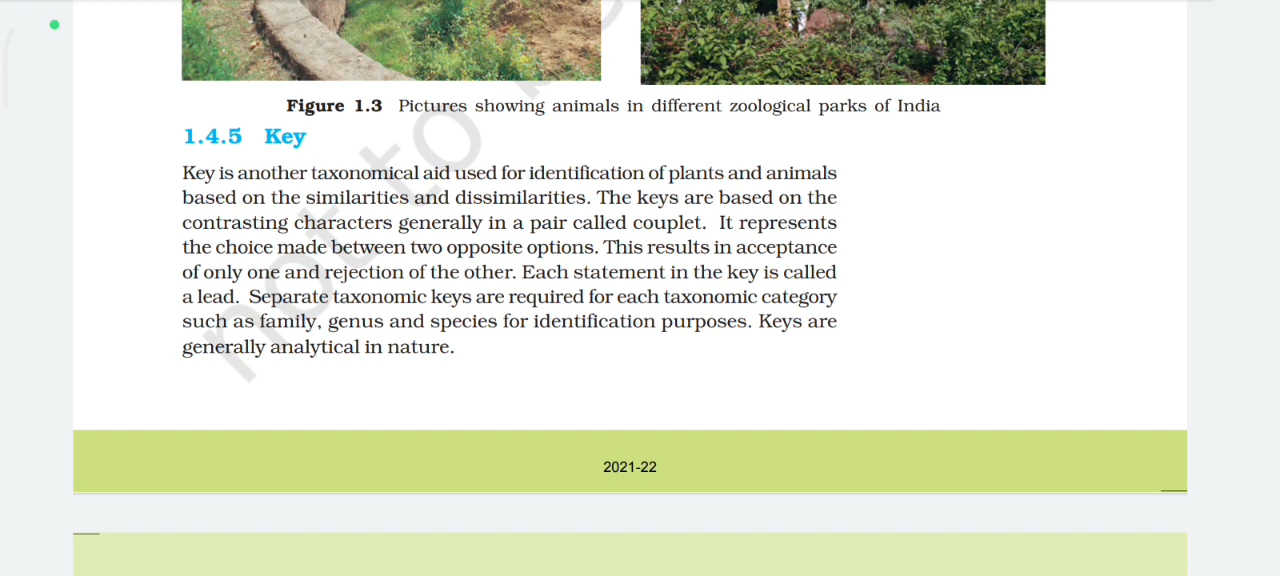 Figure 1.3 Pictures showing animals in different zoological parks of India
1.4.5 Key
Key is another taxonomical aid used for identification of plants and animals
based on the similarities and dissimilarities. The keys are based on the
contrasting characters generally in a pair called couplet. It represents
the choice made between two opposite options. This results in acceptance
of only one and rejection of the other. Each statement in the key is called
a lead. Separate taxonomic keys are required for each taxonomic category
such as family, genus and species for identification purposes. Keys are
generally analytical in nature.
not to
2021-22